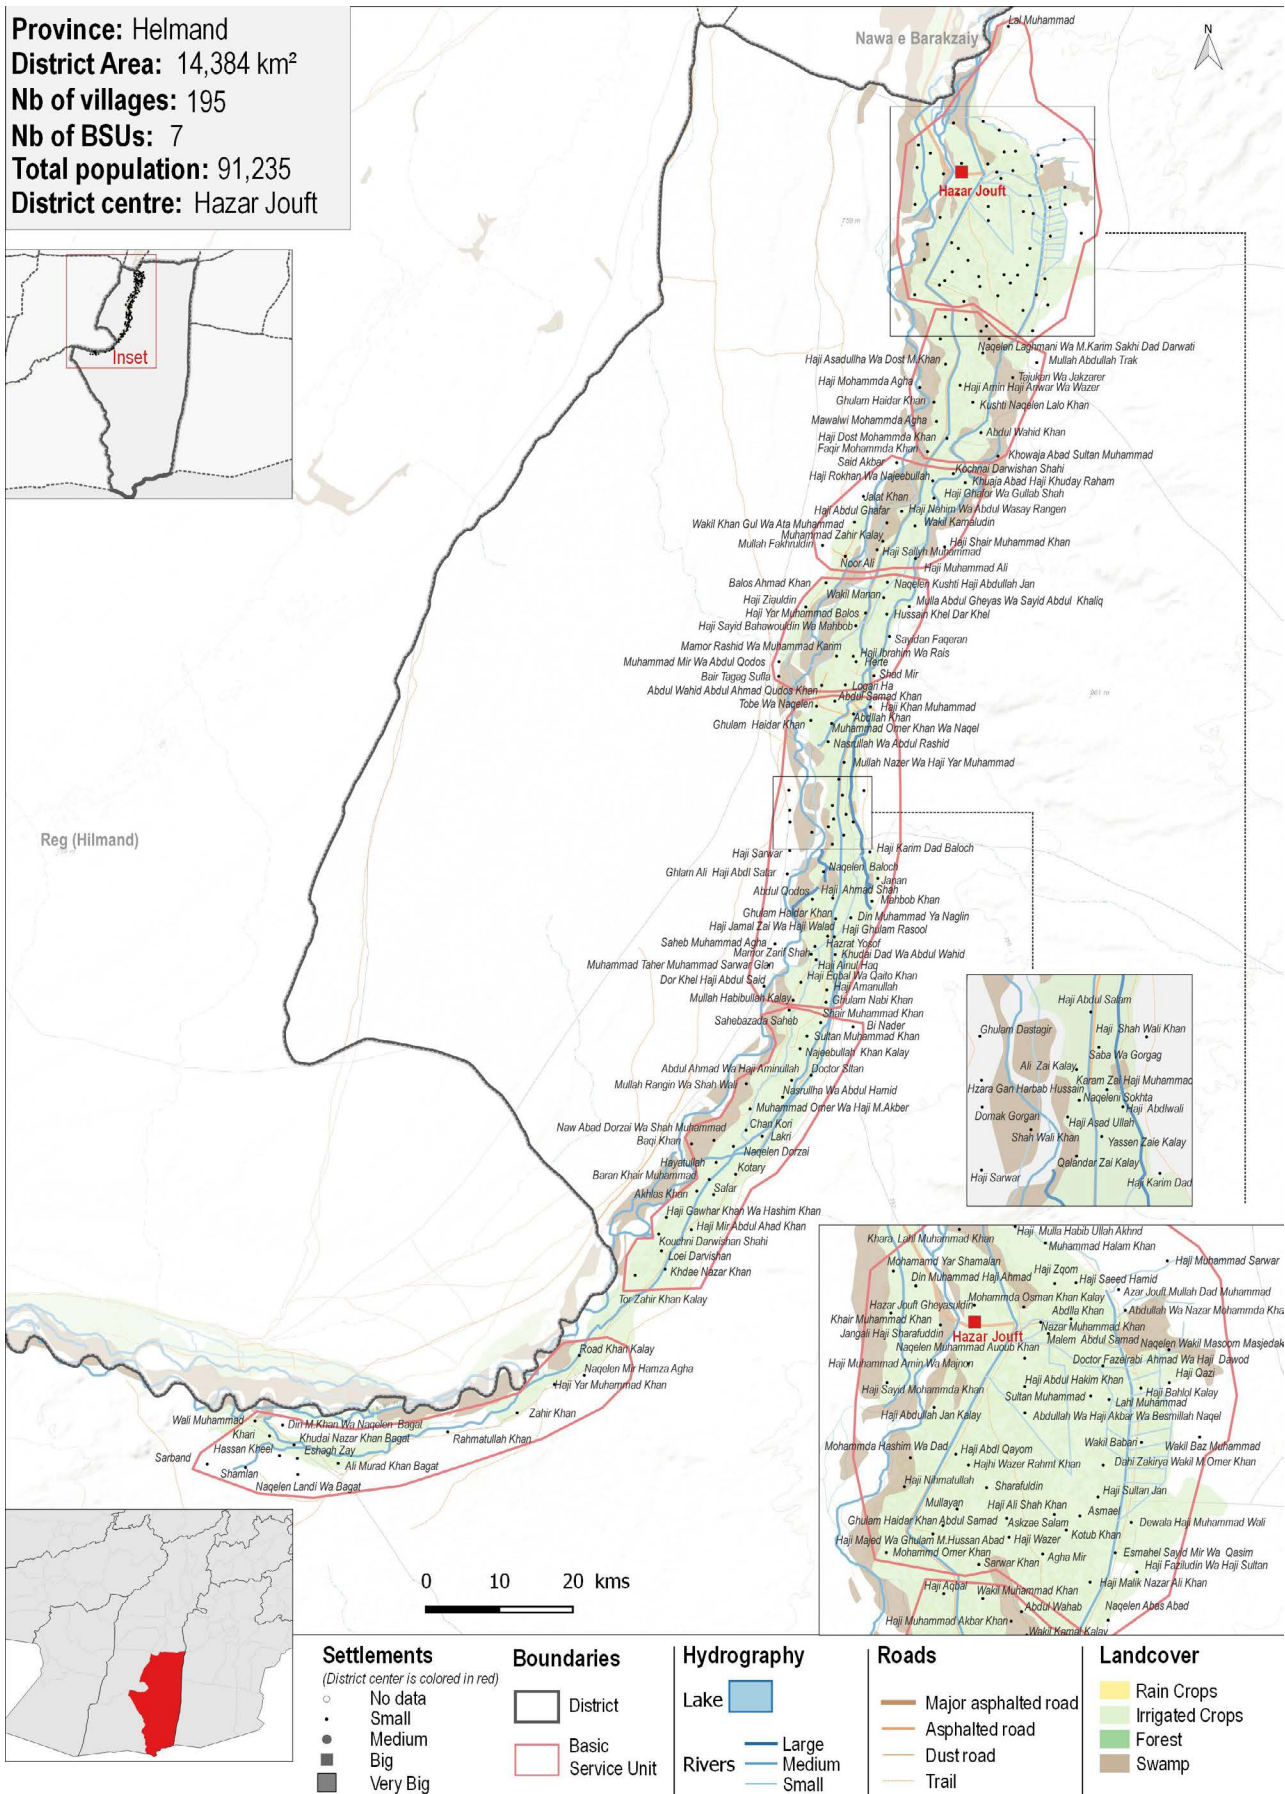 Province: Helmand
District Area: 14,384 km²
Nb of villages: 195
Nb of BSUs: 7
Total population: 91,235
District centre: Hazar Jouft
Inset
Nawa e Barakzaiy
Lal Muhammad
N
Hazar Jouft
759 m
Naqelen Laghmani Wa M.Karim Sakhi Dad Darwati
Haji Asadullha Wa Dost M.Khan
Mullah Abdullah Trak
Tajukan Wa Jakzarer
Haji Mohammda Agha
Haji Amin Haji Anwar Wa Wazer
Ghulam Haidar Khan
Kushti Naqelen Lalo Khan
Mawalwi Mohammda Agha
Abdul Wahid Khan
Haji Dost Mohammda Khan
Faqir Mohammda Khan
Khowaja Abad Sultan Muhammad
Said Akbar
Kochnai Darwishan Shahi
Haji Rokhan Wa Najeebullah
Khuaja Abad Haji Khuday Raham
Jalat Khan
Haji Ghafor Wa Gullab Shah
Haji Abdul Ghafar
Haji Nahim Wa Abdul Wasay Rangen
Wakil Khan Gul Wa Ata Muhammad
Wakil Kamaludin
Muhammad Zahir Kalay
Mullah Fakhruldin
Haji Shair Muhammad Khan
Haji Sallyh Muhummad
Noor Ali
Haji Muhammad Ali
Balos Ahmad Khan
Naqelen Kushti Haji Abdullah Jan
Wakil Manan
Haji Ziauldin
Mulla Abdul Gheyas Wa Sayid Abdul Khaliq
Haji Yar Muhammad Balos
Hussain Khel Dar Khel
Haji Sayid Bahawouldin Wa Mahbob
Sayidan Faqeran
Mamor Rashid Wa Muhammad Karim
Haji Ibrahim Wa Rais
Muhammad Mir Wa Abdul Qodos
Herte
Bair Tagag Sufla
Shad Mir
Logan Ha
Abdul Wahid Abdul Ahmad Qudos Khan
Abdul Samad Khan
961 m
Tobe Wa Naqelen
Haji Khan Muhammad
Abdllah Khan
Ghulam Haidar Khan
Muhammad Omer Khan Wa Naqel
Nasrullah Wa Abdul Rashid
Mullah Nazer Wa Haji Yar Muhammad
Reg (Hilmand)
Haji Sarwar
Haji Karim Dad Baloch
Ghlam Ali Haji Abdl Satar
Naqelen Baloch
Janan
Abdul Qodos
Haji Ahmad Shah
Mahbob Khan
Ghulam Haidar Khan
Din Muhammad Ya Naglin
Haji Jamal Zai Wa Haji Walad
Haji Ghulam Rasool
Saheb Muhammad Agha
Hazrat Yosof
Mamor Zarif Shah
Khudai Dad Wa Abdul Wahid
Muhammad Taher Muhammad Sarwar Glan
Haji Ainul Haq
Haji Eqbal Wa Qaito Khan
Dor Khel Haji Abdul Said
Haji Amanullah
Mullah Habibullah Kalay
Ghulam Nabi Khan
Shair Muhammad Khan
Sahebazada Saheb
Bi Nader
Sultan Muhammad Khan
Najeebullah Khan Kalay
Abdul Ahmad Wa Haji Aminullah
Doctor Sltan
Mullah Rangin Wa Shah Wali
Nasrullha Wa Abdul Hamid
Muhammad Omer Wa Haji M.Akber
Naw Abad Dorzai Wa Shah Muhammad
Chan Kori
Baqi Khan
Lakri
Naqelen Dorzai
Hayatullah
Kotary
Baran Khair Muhammad
Safar
Akhlas Khan
Haji Gawhar Khan Wa Hashim Khan
Haji Mir Abdul Ahad Khan
Kouchni Darwishan Shahi
Loei Darvishan
Khdae Nazar Khan
Tor Zahir Khan Kalay
Road Khan Kalay
Naqelen Mir Hamza Agha
Haji Yar Muhammad Khan
Zahir Khan
Wali Muhammad
Din M.Khan Wa Naqelen Bagat
Khari
Khudai Nazar Khan Bagat
Rahmatullah Khan
Hassan Kheel
Eshagh Zay
Sarband
Ali Murad Khan Bagat
Shamlan
Naqelen Landi Wa Bagat
Haji Abdul Salam
Ghulam Dastagir
Haji Shah Wali Khan
Saba Wa Gorgag
Ali Zai Kalay
Karam Zai Haji Muhammad
Hzara Gan Harbab Hussain
Naqeleni Sokhta
Domak Gorgan
Haji Abdlwali
Haji Asad Ullah
Shah Wali Khan
Yassen Zaie Kalay
Qalandar Zai Kalay
Haji Sarwar
Haji Karim Dad
Haji Mulla Habib Ullah Akhnd
Khara Lahl Muhammad Khan
Muhammad Halam Khan
Mohamamd Yar Shamalan
Haji Muhammad Sarwar
Haji Zqom
Din Muhammad Haji Ahmad
Haji Saeed Hamid
Mohammda Osman Khan Kalay
Azar Jouft Mullah Dad Muhammad
Hazar Jouft Gheyasuldin
Abdlla Khan
Abdullah Wa Nazar Mohammda Kha
Khair Muhammad Khan
Nazar Muhammad Khan
Jangali Haji Sharafuddin
Hazar Jouft
Malem Abdul Samad
Naqelen Wakil Masoom Masjedak
Naqelen Muhammad Auoub Khan
Haji Muhammad Amin Wa Majnon
Doctor Fazelrabi Ahmad Wa Haji Dawod
Haji Qazi
Haji Sayid Mohammda Khan
Haji Abdul Hakim Khan
Haji Bahlol Kalay
Sultan Muhammad
Lahl Muhammad
Haji Abdullah Jan Kalay
Abdullah Wa Haji Akbar Wa Besmillah Naqel
Mohammda Hashim Wa Dad
Wakil Babari
Wakil Baz Muhammad
Haji Abdl Qayom
Hajhi Wazer Rahmt Khan
Dahi Zakirya Wakil M.Omer Khan
Haji Nihmatullah
Sharafuldin
Haji Sultan Jan
Mullayan
Haji Ali Shah Khan
Asmael
Ghulam Haidar Khan Abdul Samad
Askzae Salam
Dewala Haji Muhammad Wali
Haji Majed Wa Ghulam M.Hussan Abad
Haji Wazer
Kotub Khan
Mohammd Omer Khan
Agha Mir
Esmahel Sayid Mir Wa Qasim
Sarwar Khan
Haji Faziludin Wa Haji Sultan
Haji Aqbal
Wakil Muhammad Khan
Haji Malik Nazar Ali Khan
Abdul Wahab
Naqelen Abas Abad
Haji Muhammad Akbar Khan
Wakil Kamal Kalay
0 10 20 kms
Settlements
(District center is colored in red)
No data
Small
Medium
Big
Very Big
Boundaries
District
Basic
Service Unit
Hydrography
Lake
Rivers
Large
Medium
Small
Roads
Major asphalted road
Asphalted road
Dust road
Trail
Landcover
Rain Crops
Irrigated Crops
Forest
Swamp